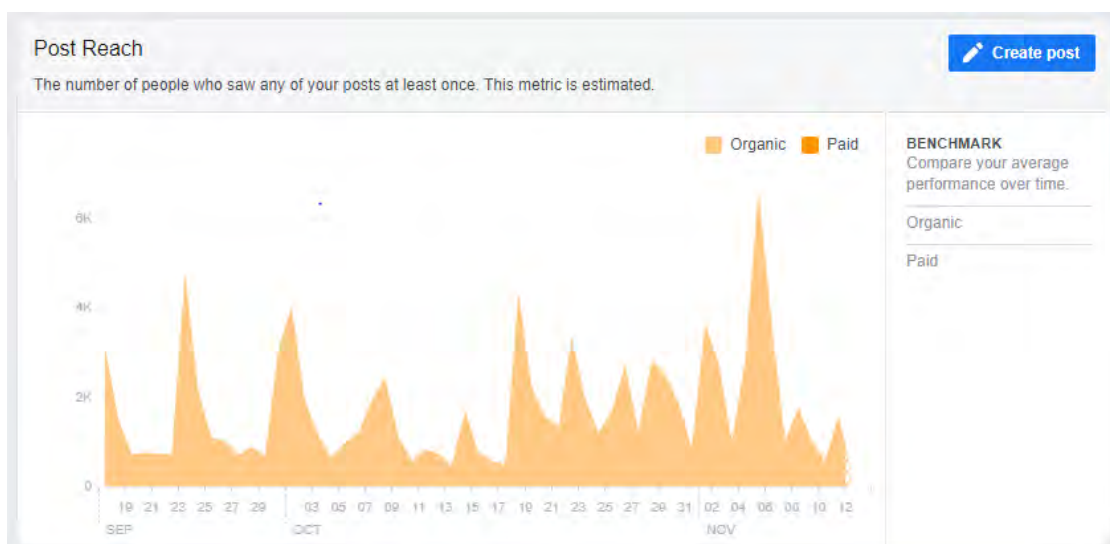 Post Reach
Create post
The number of people who saw any of your posts at least once. This metric is estimated.
Organic Paid
BENCHMARK
Compare your average
performance over time.
Organic
Paid
6K
4K
2K
0
19 21 23 25 27 29 03 05 07 09 11 13 15 17 19 21 23 25 27 29 31 02 04 06 08 10 12
SEP OCT NOV